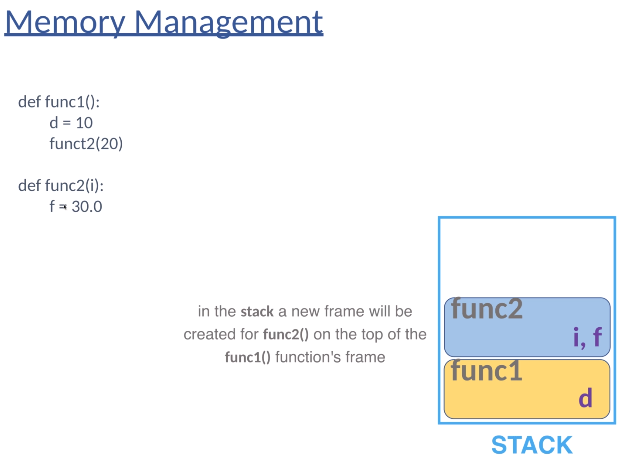 Memory Management
def func1():
d = 10
funct2(20)
def func2(i):
f = 30.0
in the stack a new frame will be
created for func2() on the top of the
func1() function's frame
func2
i, f
func1
d
STACK